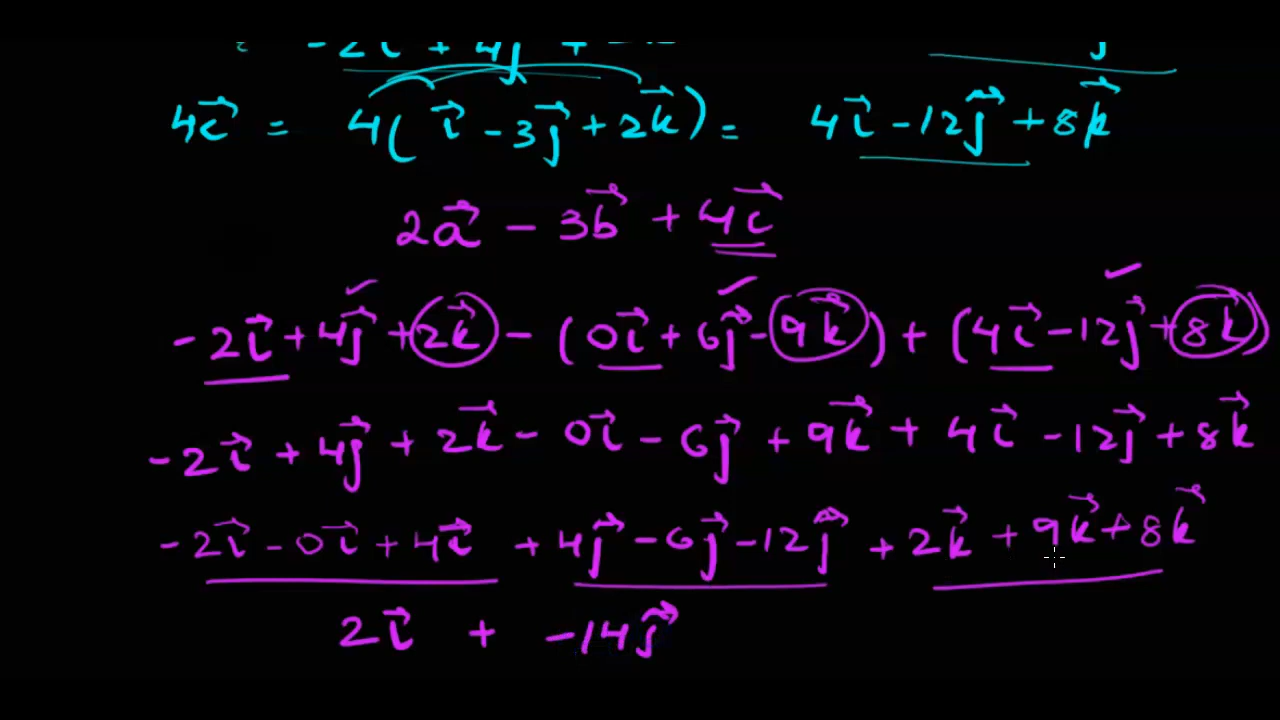 -2i⃗ + 4j⃗ +
4c⃗ = 4(i⃗ - 3j⃗ + 2k⃗) = 4i⃗ - 12j⃗ + 8k⃗
2a⃗ - 3b⃗ + 4c⃗
-2i⃗ + 4j⃗ + 2k⃗ - (0i⃗ + 6j⃗ - 9k⃗) + (4i⃗ - 12j⃗ + 8k⃗)
-2i⃗ + 4j⃗ + 2k⃗ - 0i⃗ - 6j⃗ + 9k⃗ + 4i⃗ - 12j⃗ + 8k⃗
-2i⃗ - 0i⃗ + 4i⃗ + 4j⃗ - 6j⃗ - 12j⃗ + 2k⃗ + 9k⃗ + 8k⃗
2i⃗ + -14j⃗